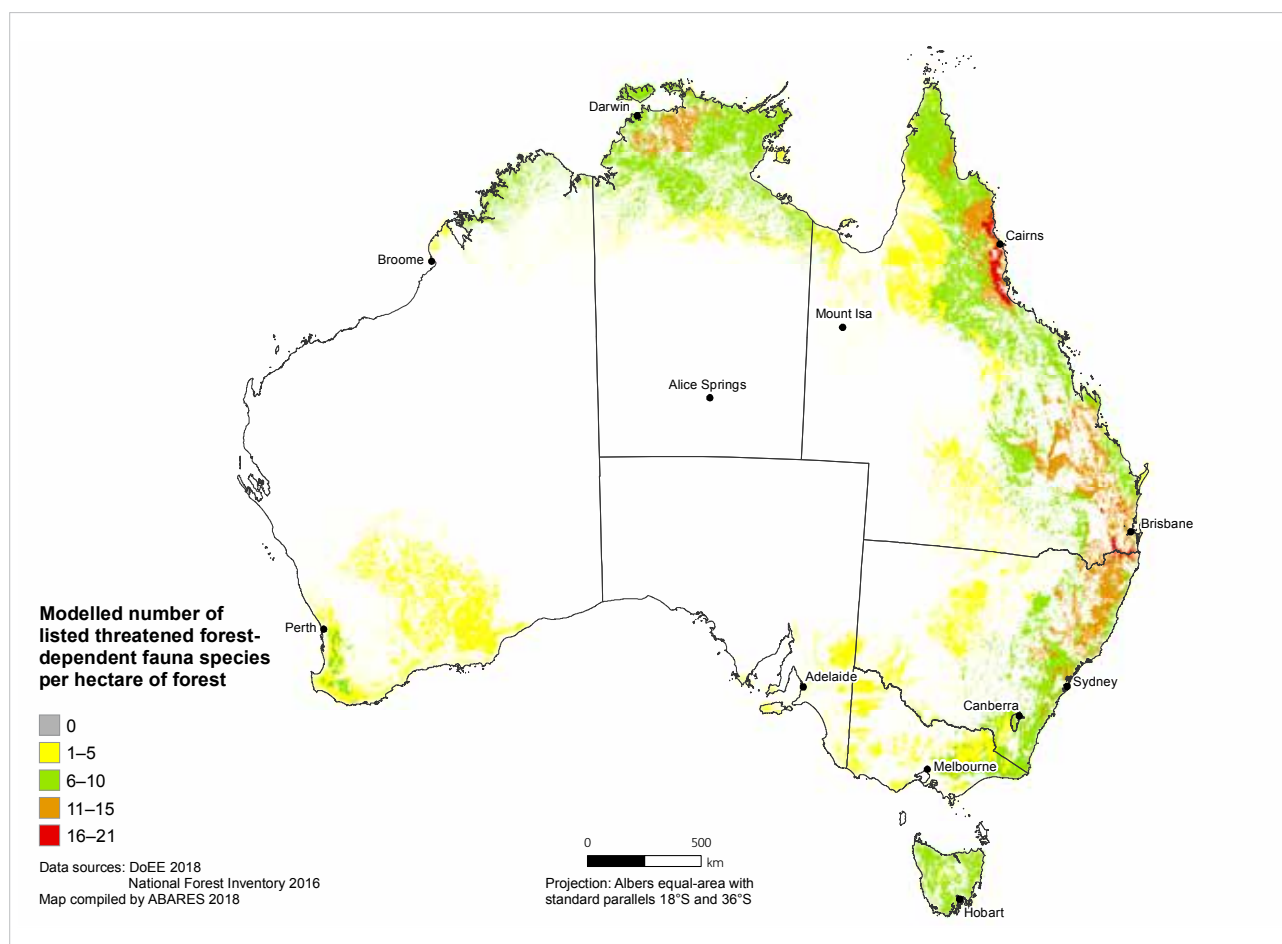 Darwin
Cairns
Broome
Mount Isa
Alice Springs
Brisbane
Perth
Adelaide
Sydney
Canberra
Melbourne
Hobart
Modelled number of
listed threatened forest-
dependent fauna species
per hectare of forest
0
1–5
6–10
11–15
16–21
Data sources: DoEE 2018
National Forest Inventory 2016
Map compiled by ABARES 2018
0 500
km
Projection: Albers equal-area with
standard parallels 18°S and 36°S